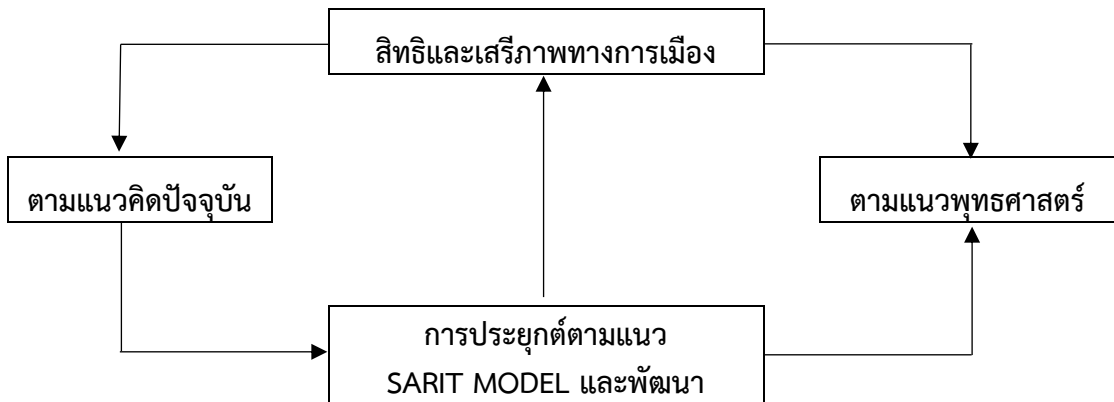 สิทธิและเสรีภาพทางการเมือง
ตามแนวคิดปัจจุบัน
ตามแนวพุทธศาสตร์
การประยุกต์ตามแนว
SARIT MODEL และพัฒนา